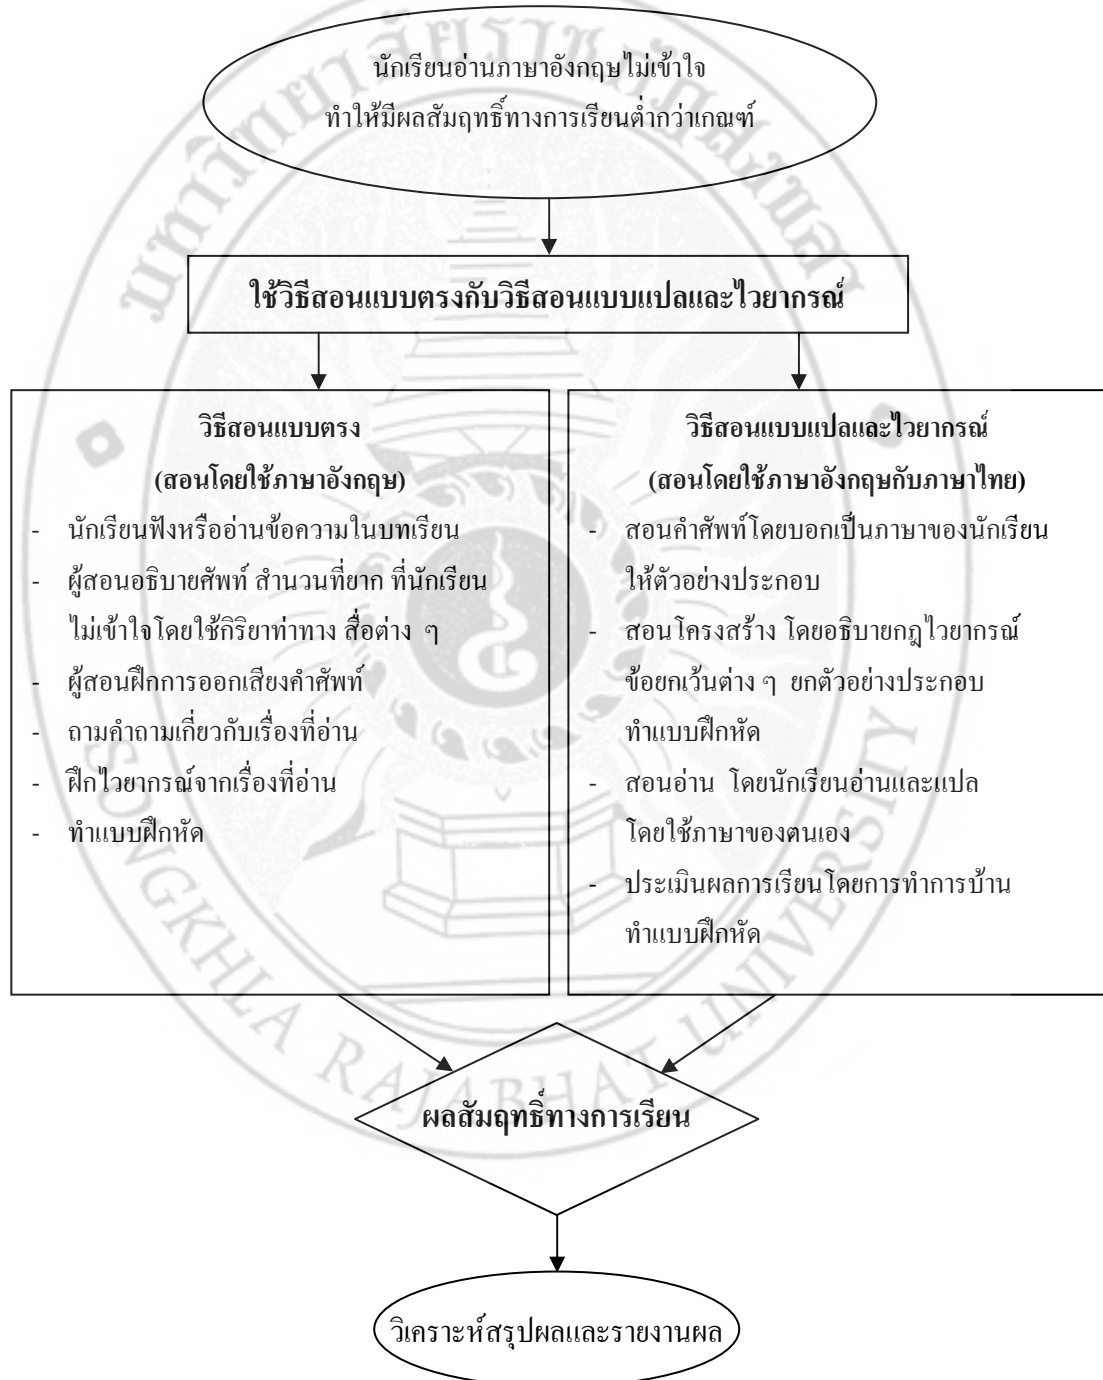 นักเรียนอ่านภาษาอังกฤษไม่เข้าใจ
ทำให้มีผลสัมฤทธิ์ทางการเรียนต่ำกว่าเกณฑ์
ใช้วิธีสอนแบบตรงกับวิธีสอนแบบแปลและไวยากรณ์
วิธีสอนแบบตรง
(สอนโดยใช้ภาษาอังกฤษ)
- นักเรียนฟังหรืออ่านข้อความในบทเรียน
- ผู้สอนอธิบายศัพท์ สำนวนที่ยาก ที่นักเรียน
ไม่เข้าใจโดยใช้กิริยาท่าทาง สื่อต่าง ๆ
- ผู้สอนฝึกการออกเสียงคำศัพท์
- ถามคำถามเกี่ยวกับเรื่องที่อ่าน
- ฝึกไวยากรณ์จากเรื่องที่อ่าน
- ทำแบบฝึกหัด
วิธีสอนแบบแปลและไวยากรณ์
(สอนโดยใช้ภาษาอังกฤษกับภาษาไทย)
- สอนคำศัพท์โดยบอกเป็นภาษาของนักเรียน
ให้ตัวอย่างประกอบ
- สอนโครงสร้าง โดยอธิบายกฎไวยากรณ์
ข้อยกเว้นต่าง ๆ ยกตัวอย่างประกอบ
ทำแบบฝึกหัด
- สอนอ่าน โดยนักเรียนอ่านและแปล
โดยใช้ภาษาของตนเอง
- ประเมินผลการเรียนโดยการทำการบ้าน
ทำแบบฝึกหัด
ผลสัมฤทธิ์ทางการเรียน
วิเคราะห์สรุปผลและรายงานผล
มหาวิทยาลัยราชภัฏสงขลา
SONGKHLA RAJABHAT UNIVERSITY